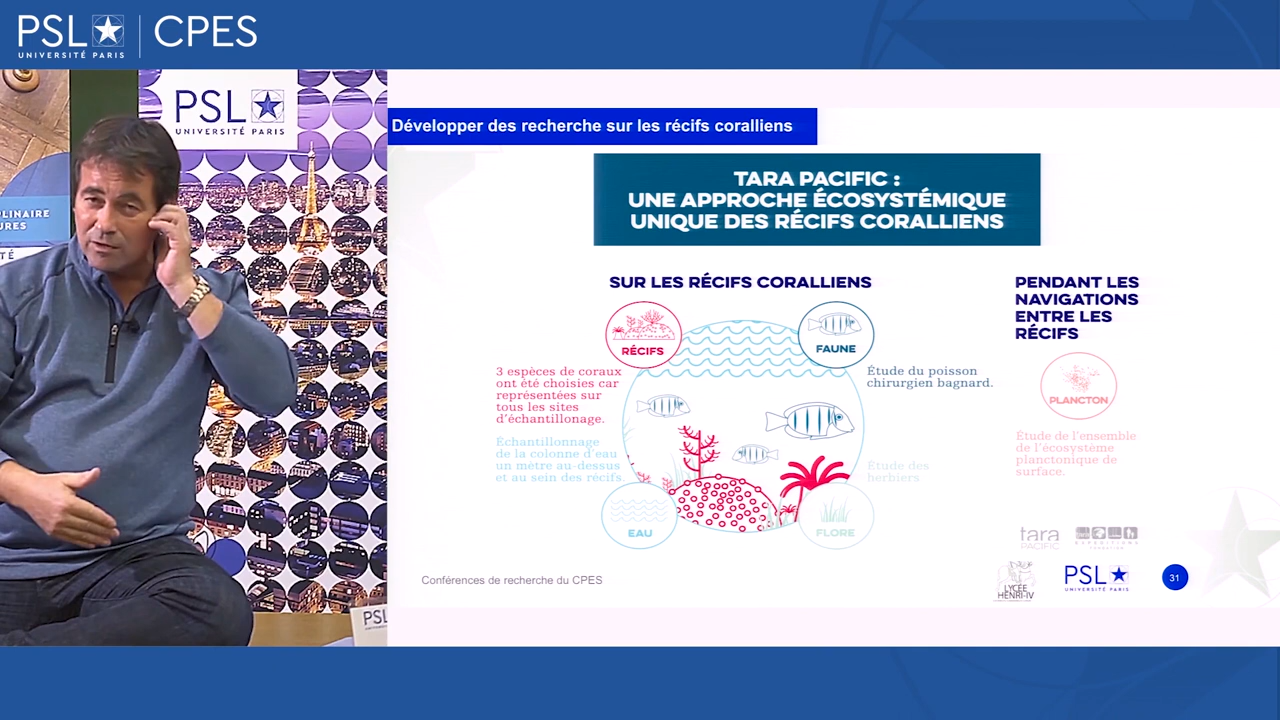 PSL CPES
UNIVERSITÉ PARIS
PSL
UNIVERSITÉ PARIS
PLINAIRE
URES
TÉ
PSL
Développer des recherche sur les récifs coralliens
TARA PACIFIC :
UNE APPROCHE ÉCOSYSTÉMIQUE
UNIQUE DES RÉCIFS CORALLIENS
SUR LES RÉCIFS CORALLIENS
RÉCIFS
FAUNE
3 espèces de coraux
ont été choisies car
représentées sur
tous les sites
d'échantillonage.
Étude du poisson
chirurgien bagnard.
Échantillonnage
de la colonne d'eau
un mètre au-dessus
et au sein des récifs.
Étude des
herbiers
EAU
FLORE
PENDANT LES
NAVIGATIONS
ENTRE LES
RÉCIFS
PLANCTON
Étude de l'ensemble
de l'écosystème
planctonique de
surface.
tara
PACIFIC
Conférences de recherche du CPES
LYCÉE
HENRI-IV
PSL
UNIVERSITÉ PARIS
31